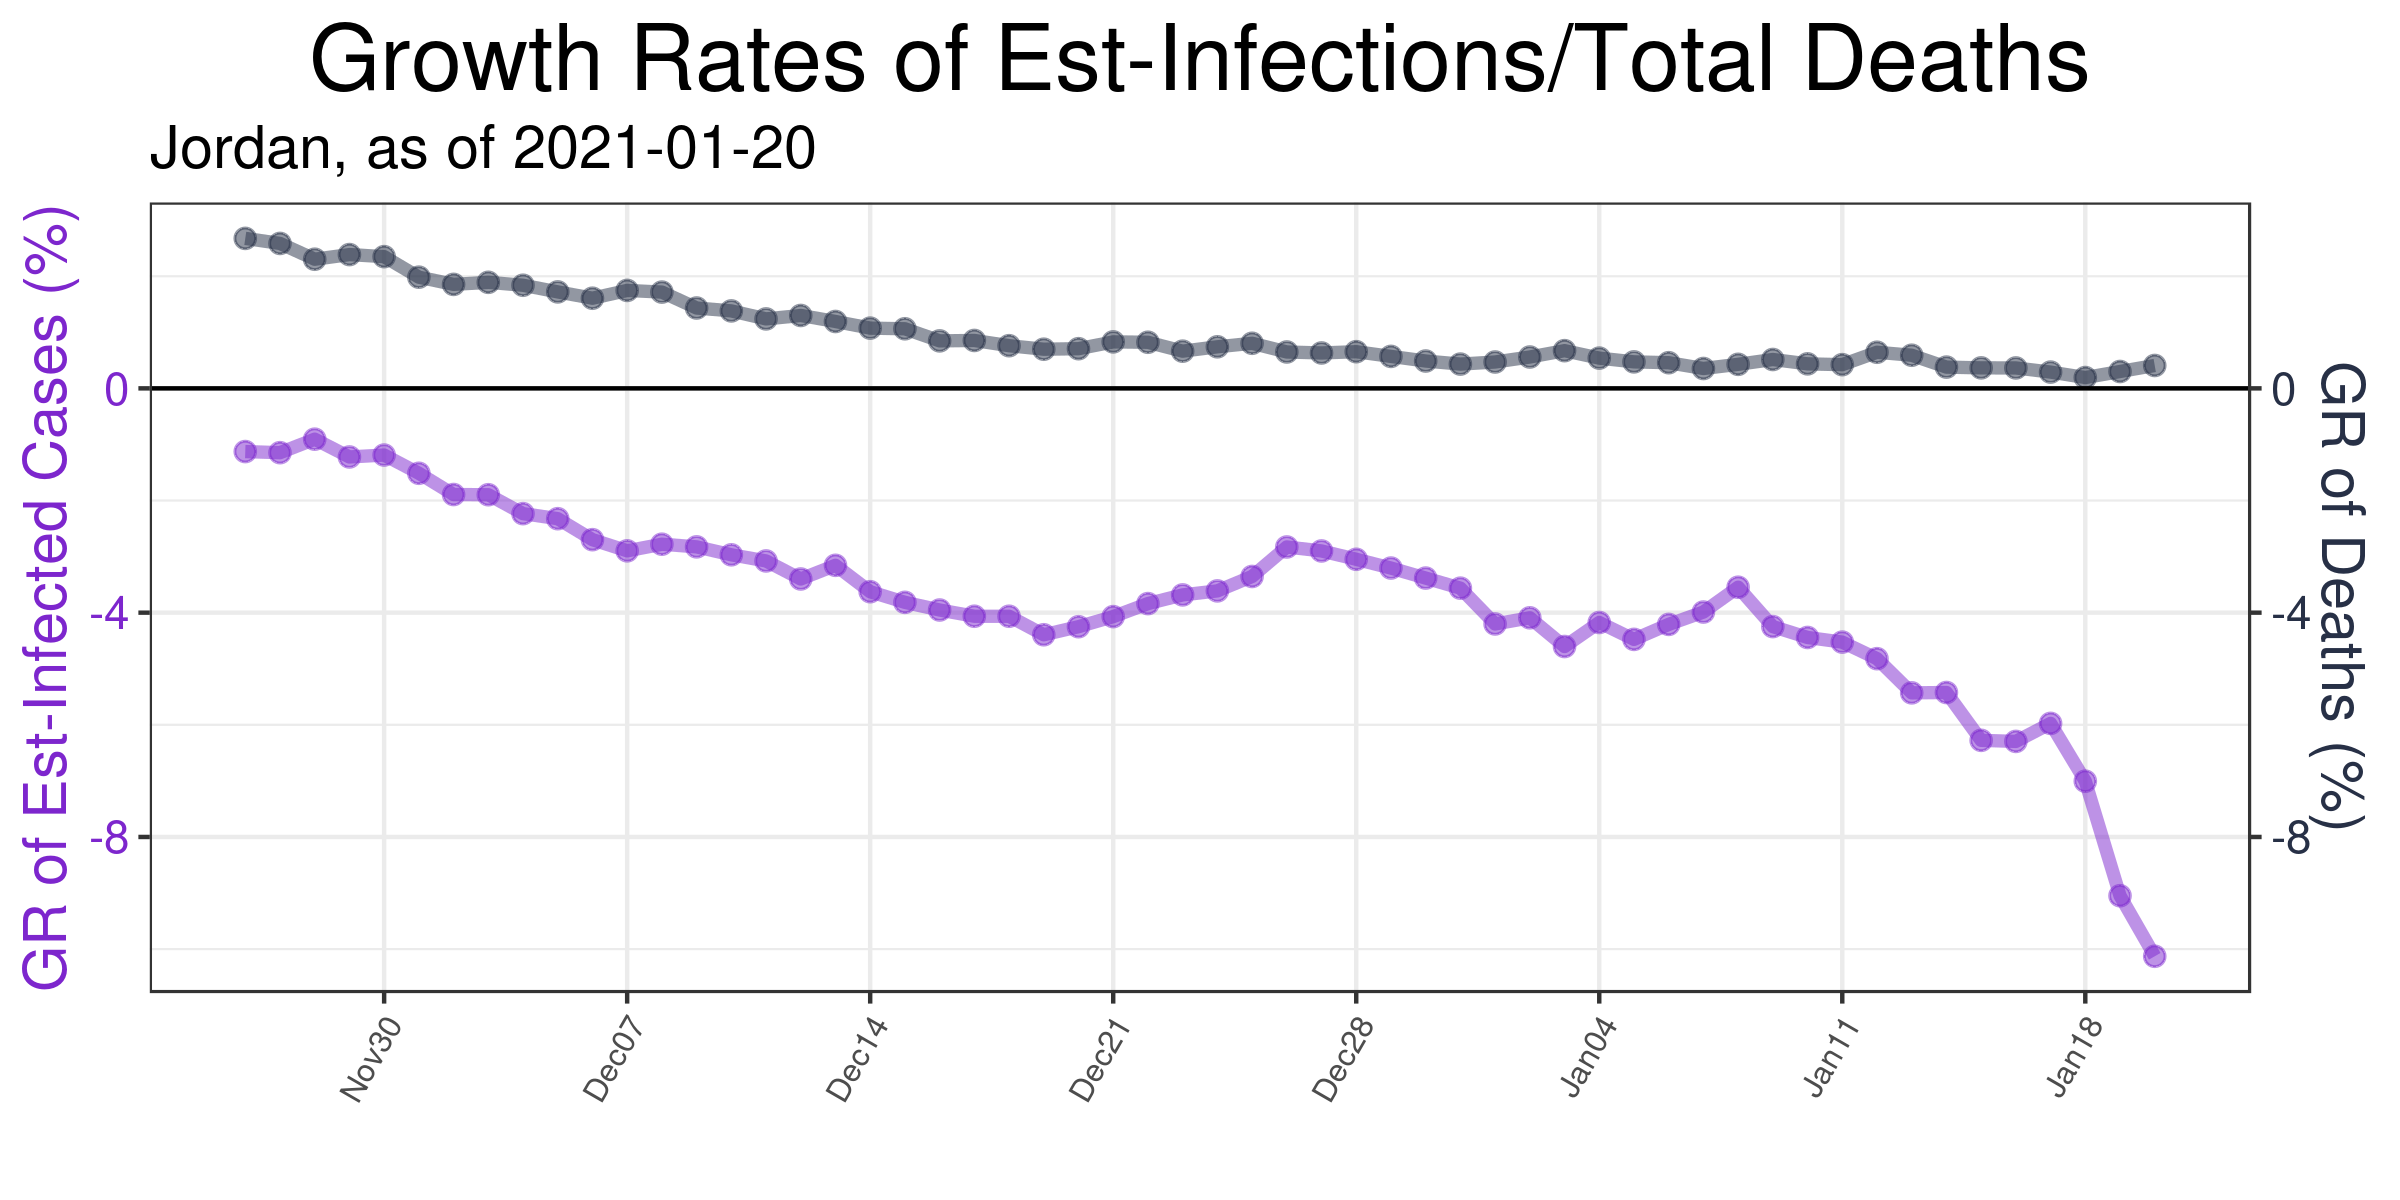 Growth Rates of Est-Infections/Total Deaths
Jordan, as of 2021-01-20
GR of Est-Infected Cases (%)
0
-4
-8
0
-4
-8
GR of Deaths (%)
Nov30
Dec07
Dec14
Dec21
Dec28
Jan04
Jan11
Jan18